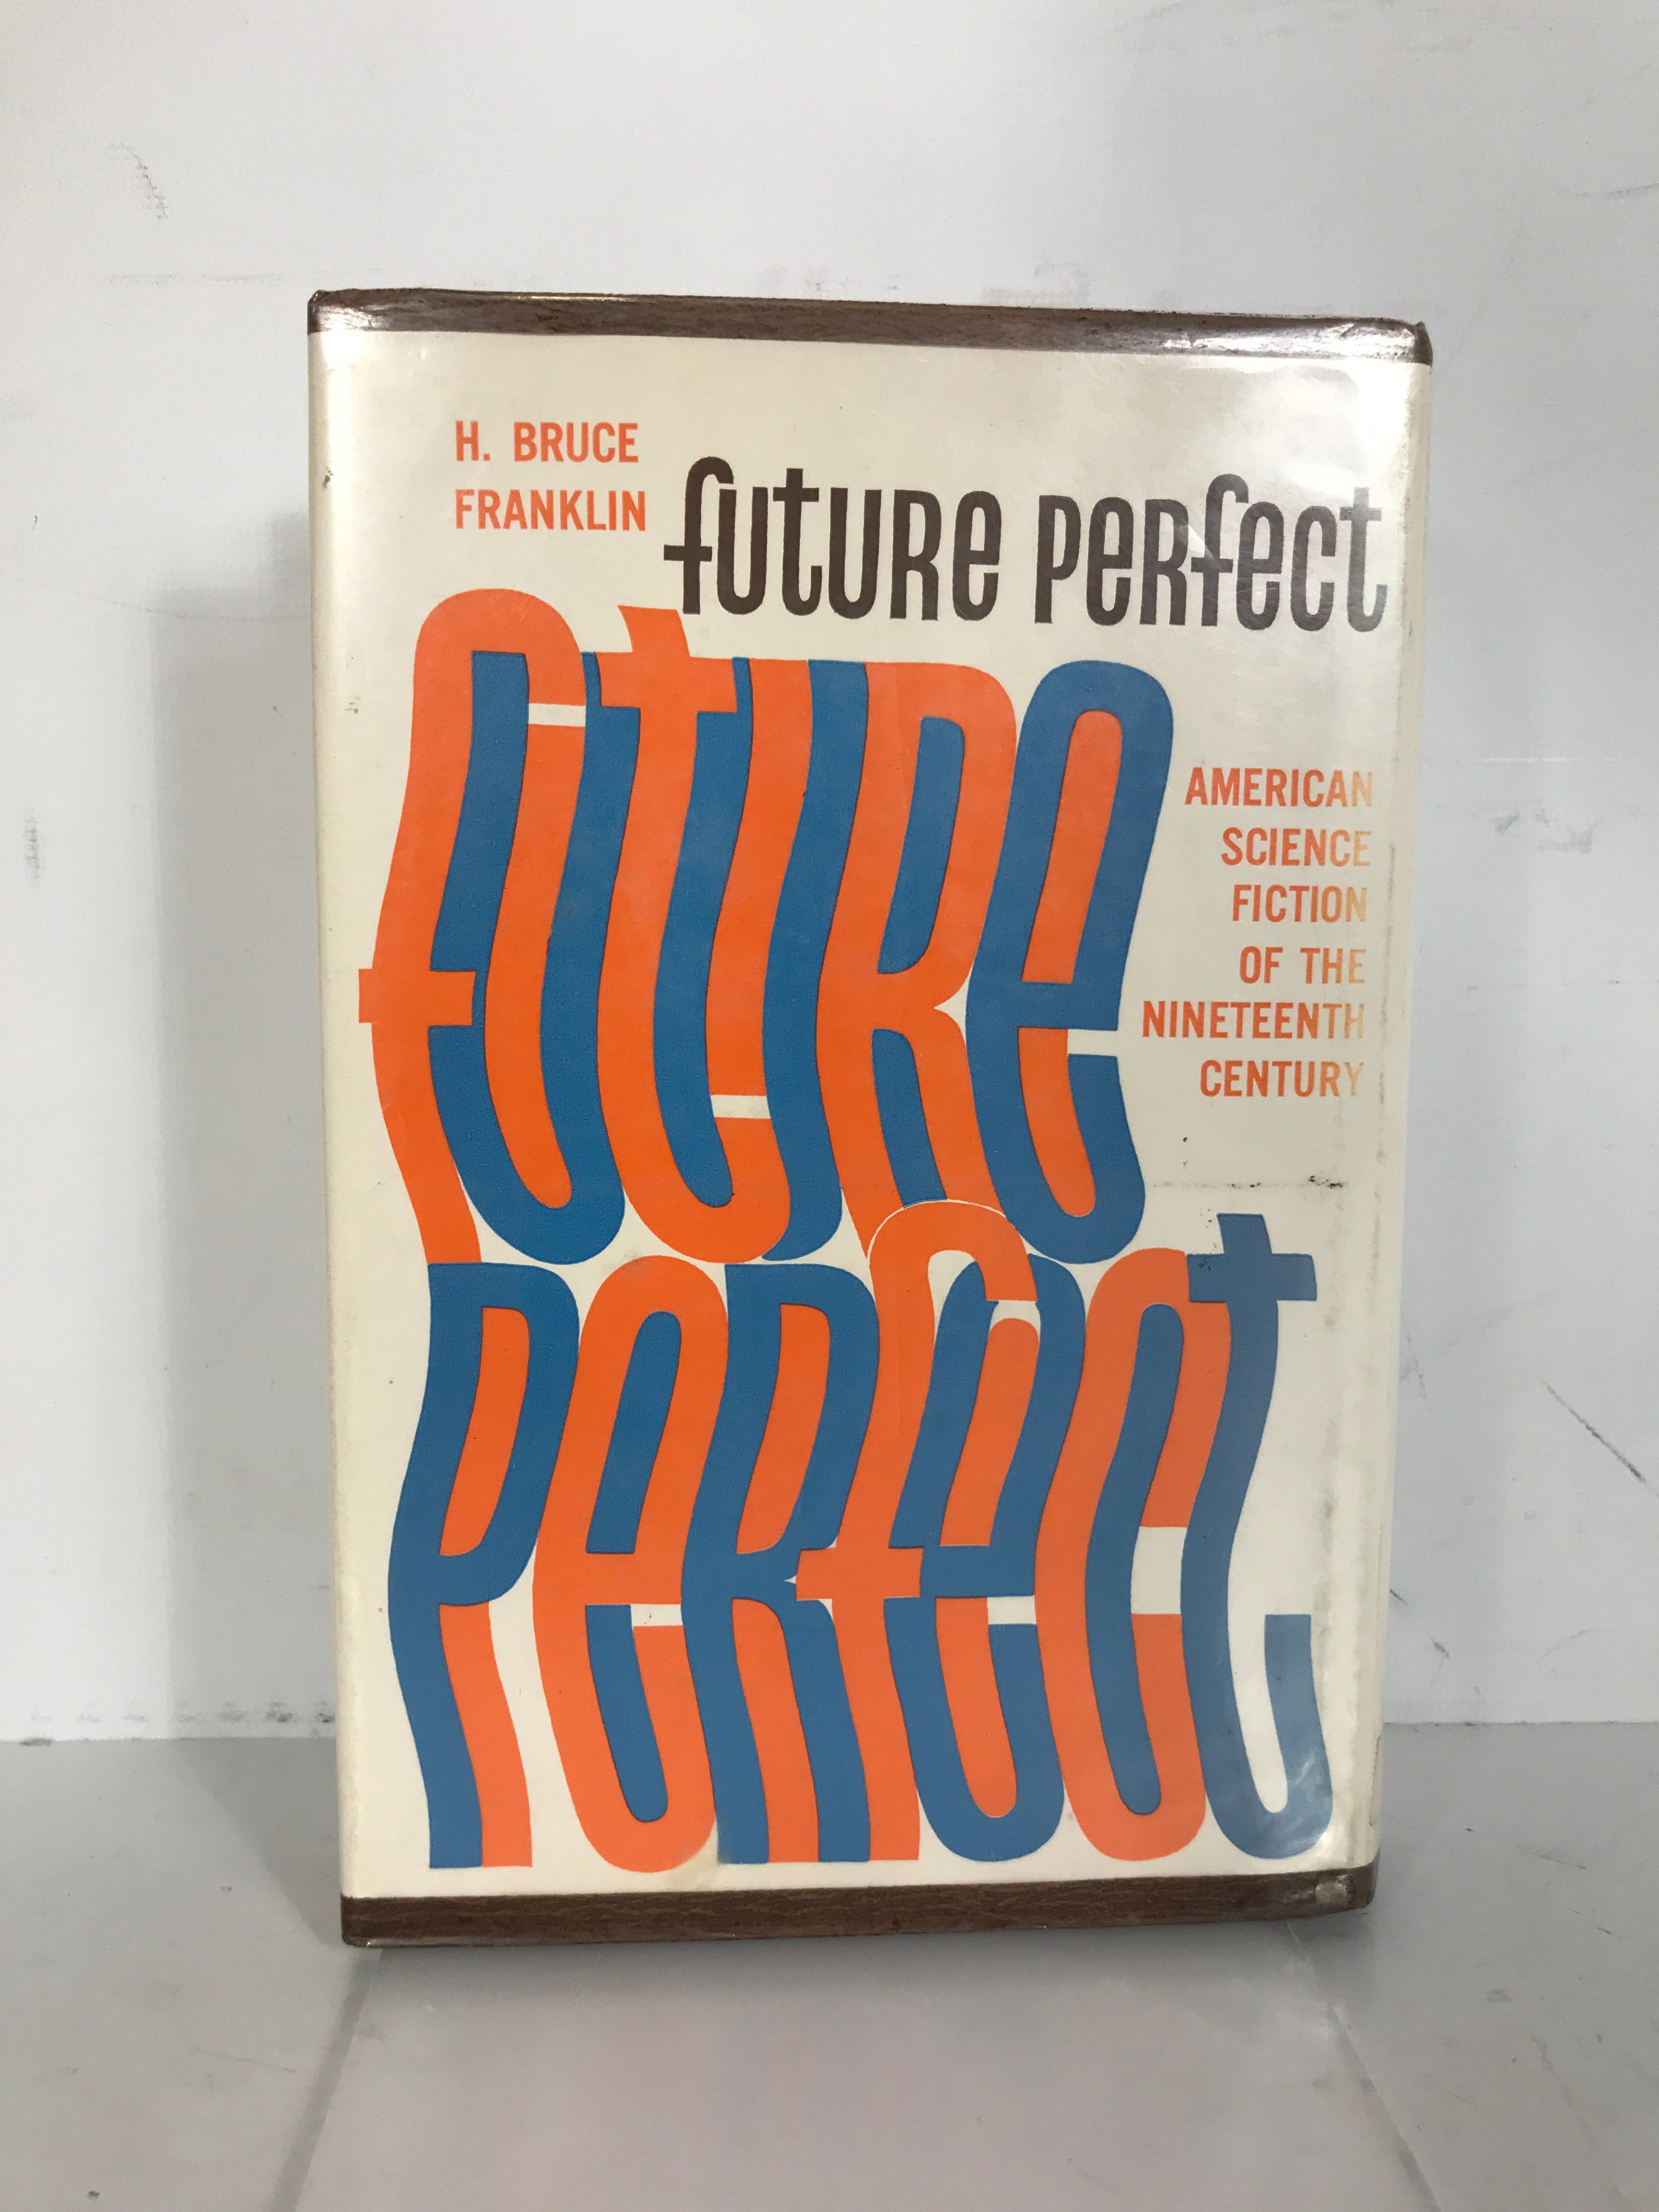 H. BRUCE
FRANKLIN
future perfect
future
perfect
AMERICAN
SCIENCE
FICTION
OF THE
NINETEENTH
CENTURY